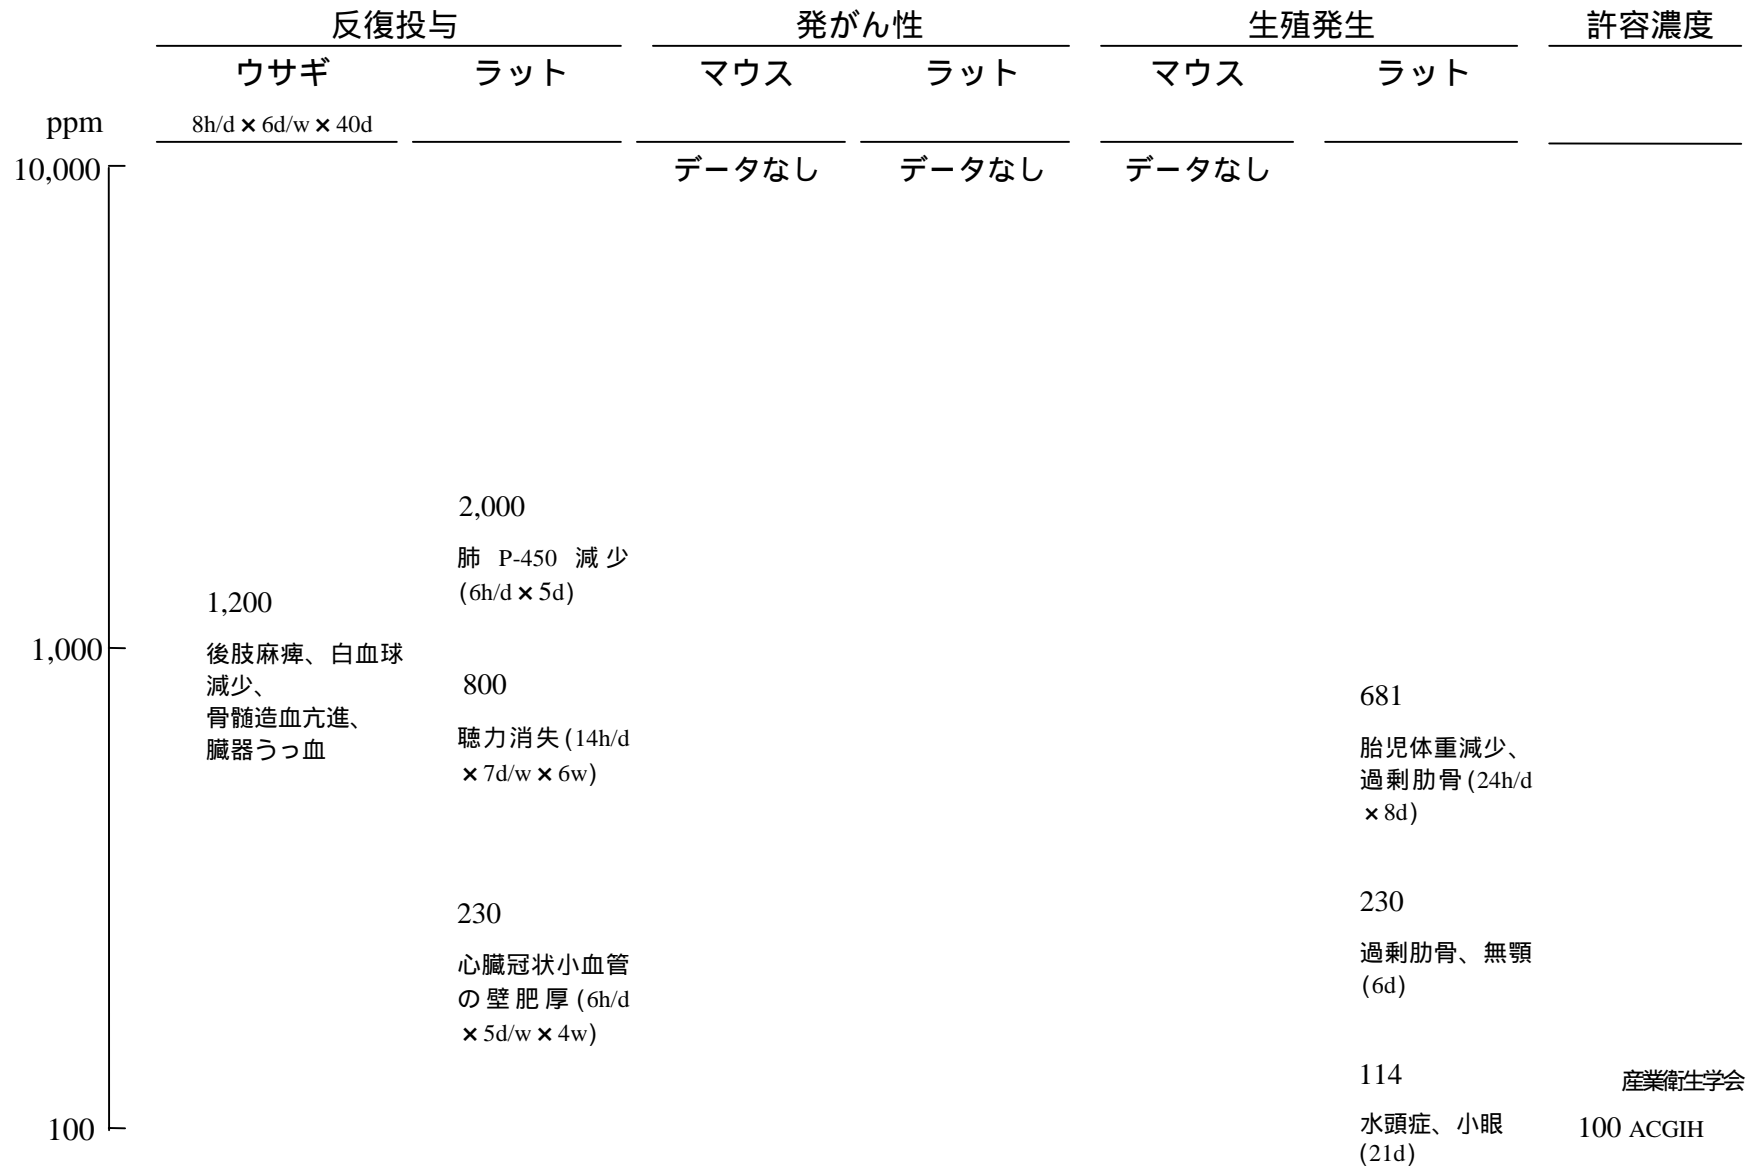 反復投与 発がん性 生殖発生 許容濃度
ウサギ ラット マウス ラット マウス ラット
ppm 8h/d×6d/w×40d
10,000 データなし データなし データなし
2,000
肺 P-450 減少
(6h/d×5d)
1,200
1,000
後肢麻痺、白血球
減少、
骨髄造血亢進、
臓器うっ血
800
聴力消失(14h/d
×7d/w×6w)
681
胎児体重減少、
過剰肋骨(24h/d
×8d)
230
心臓冠状小血管
の壁肥厚(6h/d
×5d/w×4w)
230
過剰肋骨、無顎
(6d)
114
水頭症、小眼
(21d)
産業衛生学会
100 ACGIH
100